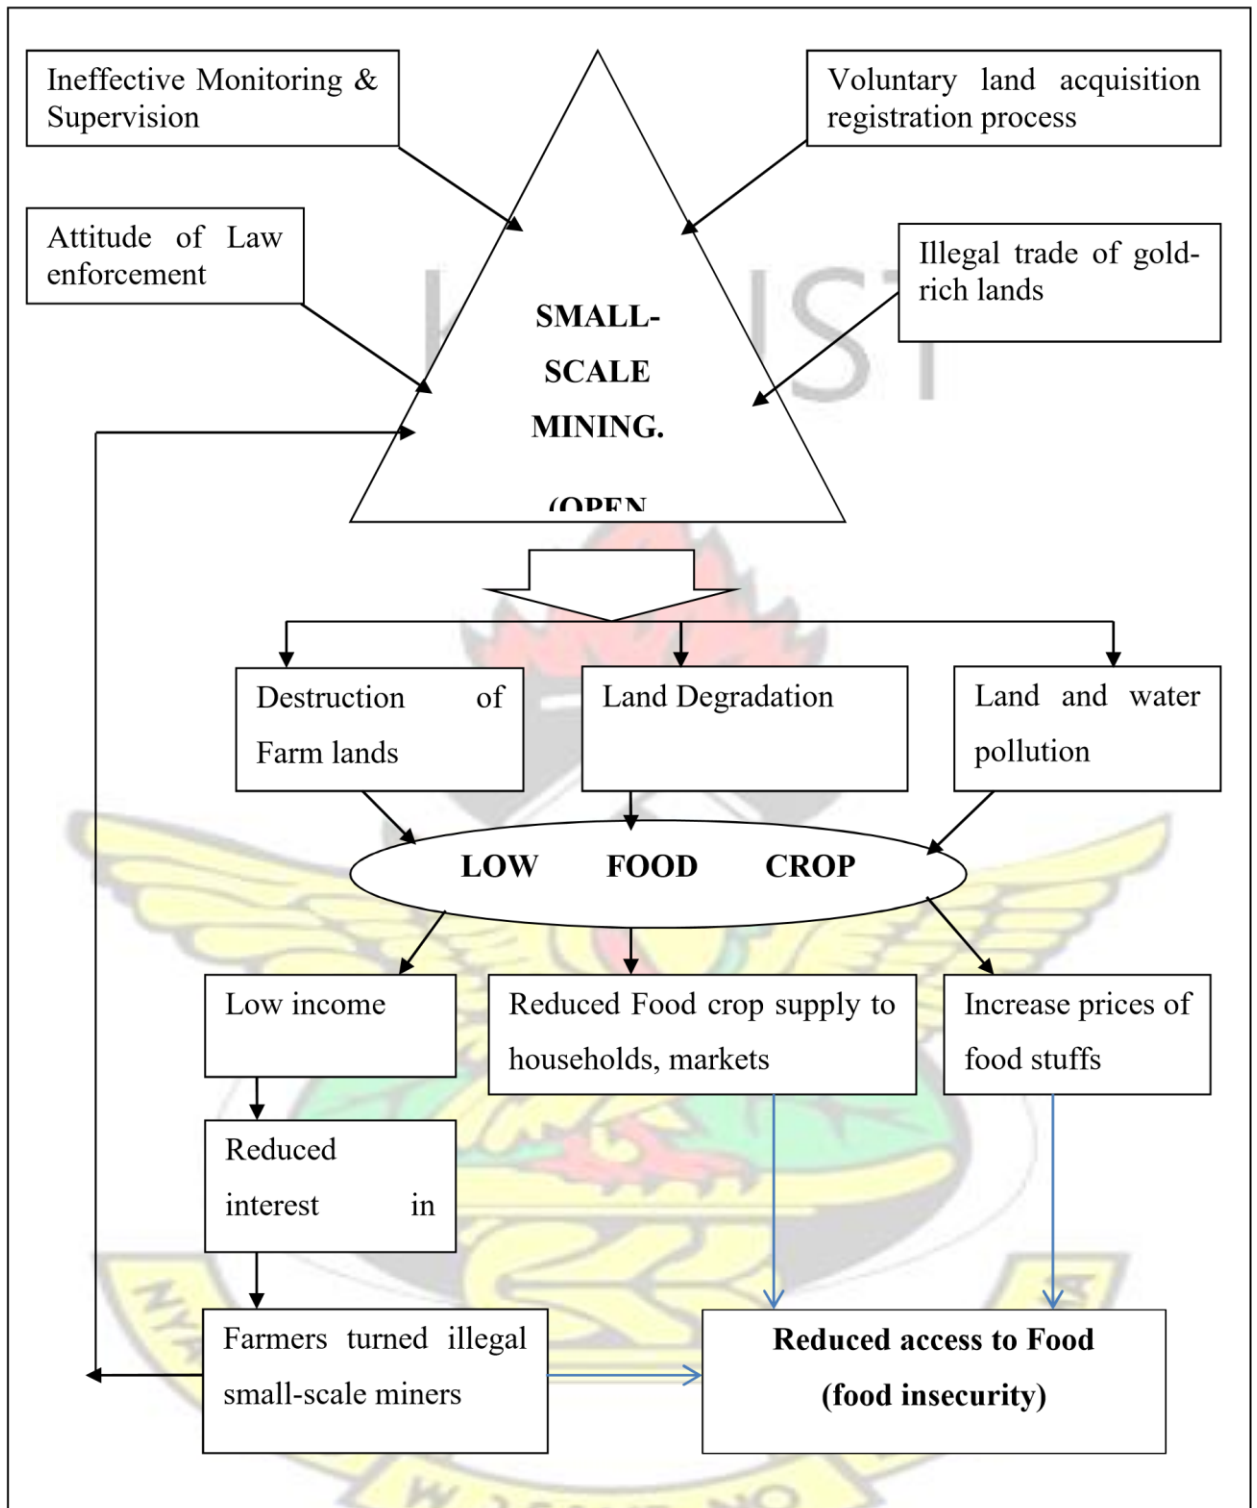 Ineffective Monitoring &
Supervision
Voluntary land acquisition
registration process
Attitude of Law
enforcement
Illegal trade of gold-
rich lands
SMALL-
SCALE
MINING.
(OPEN
Destruction of
Farm lands
Land Degradation
Land and water
pollution
LOW FOOD CROP
Low income
Reduced Food crop supply to
households, markets
Increase prices of
food stuffs
Reduced
interest in
Farmers turned illegal
small-scale miners
Reduced access to Food
(food insecurity)